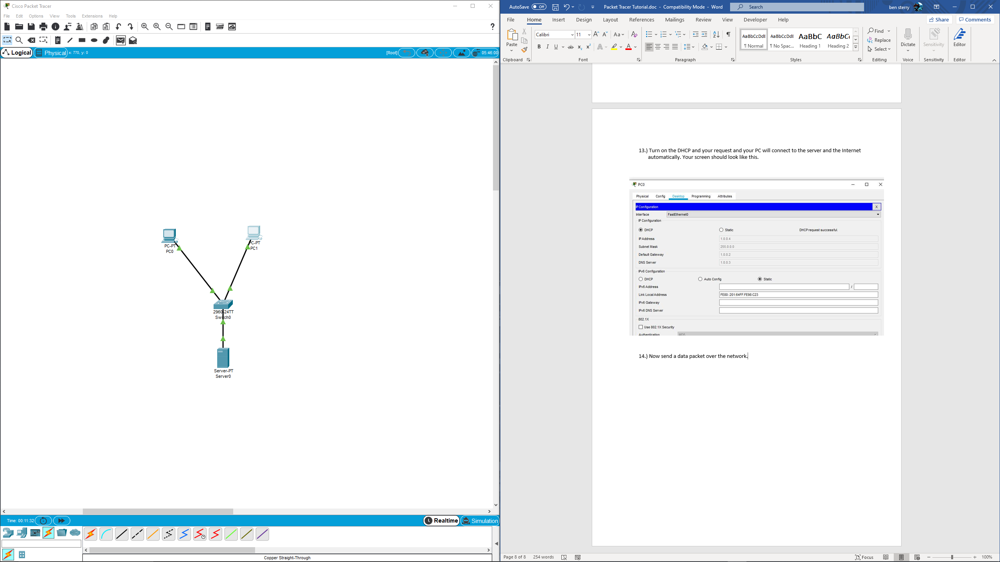 Cisco Packet Tracer
File Edit Options View Tools Extensions Help
Logical Physical x: 770, y: 0 [Root] 05:46:00
PC-PT
PC0
PC-PT
PC1
2960-24TT
Switch0
Server-PT
Server0
Time: 00:11:32 Realtime Simulation
Copper Straight-Through
AutoSave Off Packet Tracer Tutorial.doc - Compatibility Mode - Word Search ben sterry
File Home Insert Design Layout References Mailings Review View Developer Help Share Comments
Paste Calibri 11 Aa
B I U ab x₂ x² A A
AaBbCcDdE AaBbCcDdE AaBbC AaBbCc
¶ Normal ¶ No Spac... Heading 1 Heading 2
Find
Replace
Select
Dictate Sensitivity Editor
Clipboard Font Paragraph Styles Editing Voice Sensitivity Editor
13.) Turn on the DHCP and your request and your PC will connect to the server and the Internet
automatically. Your screen should look like this.
PC0
Physical Config Desktop Programming Attributes
IP Configuration X
Interface FastEthernet0
IP Configuration
DHCP Static DHCP request successful.
IP Address 1.0.0.4
Subnet Mask 255.0.0.0
Default Gateway 1.0.0.2
DNS Server 1.0.0.3
IPv6 Configuration
DHCP Auto Config Static
IPv6 Address /
Link Local Address FE80::201:64FF:FE98:C23
IPv6 Gateway
IPv6 DNS Server
802.1X
Use 802.1X Security
Authentication MD5
14.) Now send a data packet over the network.
Page 8 of 8 254 words Focus 100%